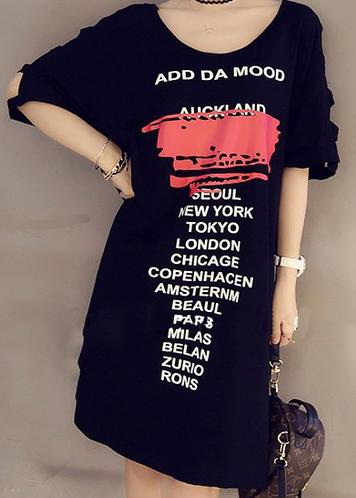 ADD DA MOOD
AUCKLAND
SEOUL
NEW YORK
TOKYO
LONDON
CHICAGE
COPENHACEN
AMSTERNM
BEAUL
MILAS
BELAN
ZURIO
RONS